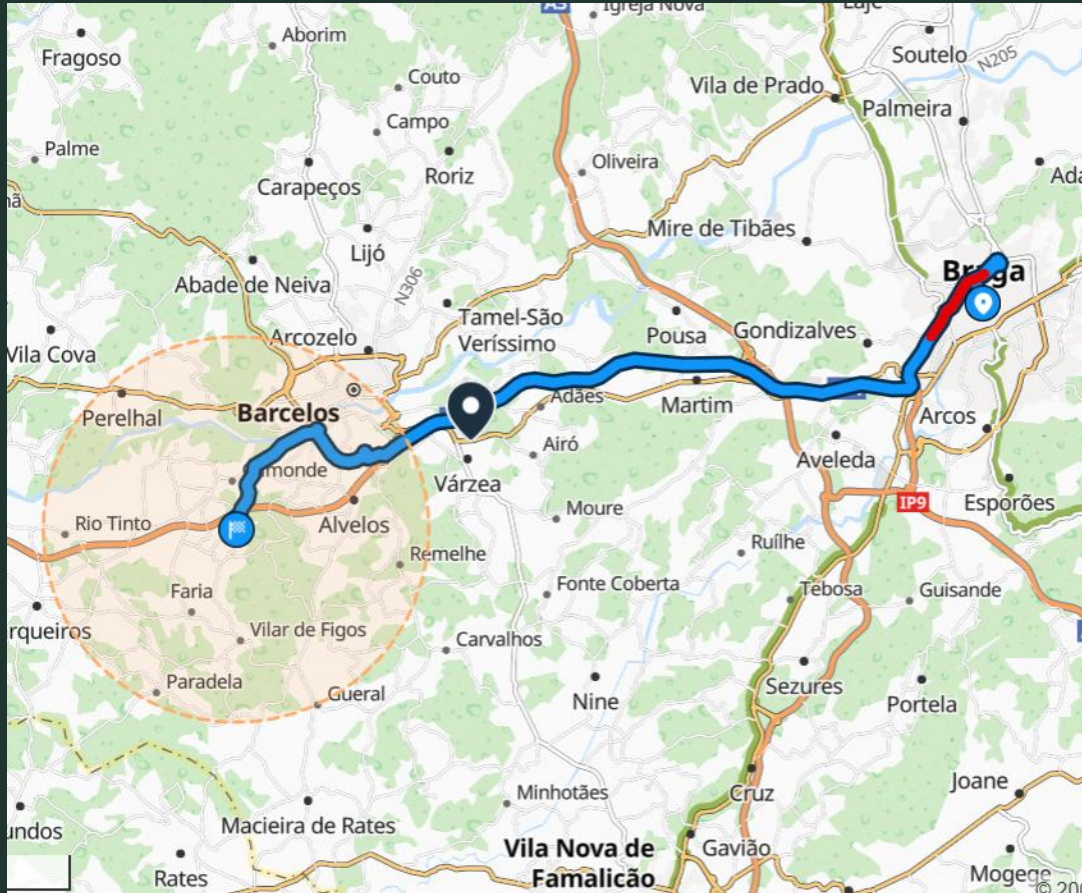 A3
Igreja Nova
Laje
Fragoso
Aborim
Soutelo
N205
Couto
Vila de Prado
Palmeira
Campo
Palme
Oliveira
Roriz
Carapeços
Mire de Tibães
Lijó
Braga
Abade de Neiva
N306
Tamel-São
Veríssimo
Pousa
Gondizalves
Arcozelo
Vila Cova
Perelhal
Barcelos
Adães
Martim
Arcos
Airó
Aveleda
Várzea
Rio Tinto
Alvelos
Moure
IP9
Esporões
Remelhe
Ruílhe
Faria
Fonte Coberta
Tebosa
Guisande
Vilar de Figos
Carvalhos
Paradela
Gueral
Nine
Sezures
Portela
Minhotães
Cruz
Joane
Macieira de Rates
Vila Nova de
Famalicão
Gavião
Rates
Mogege